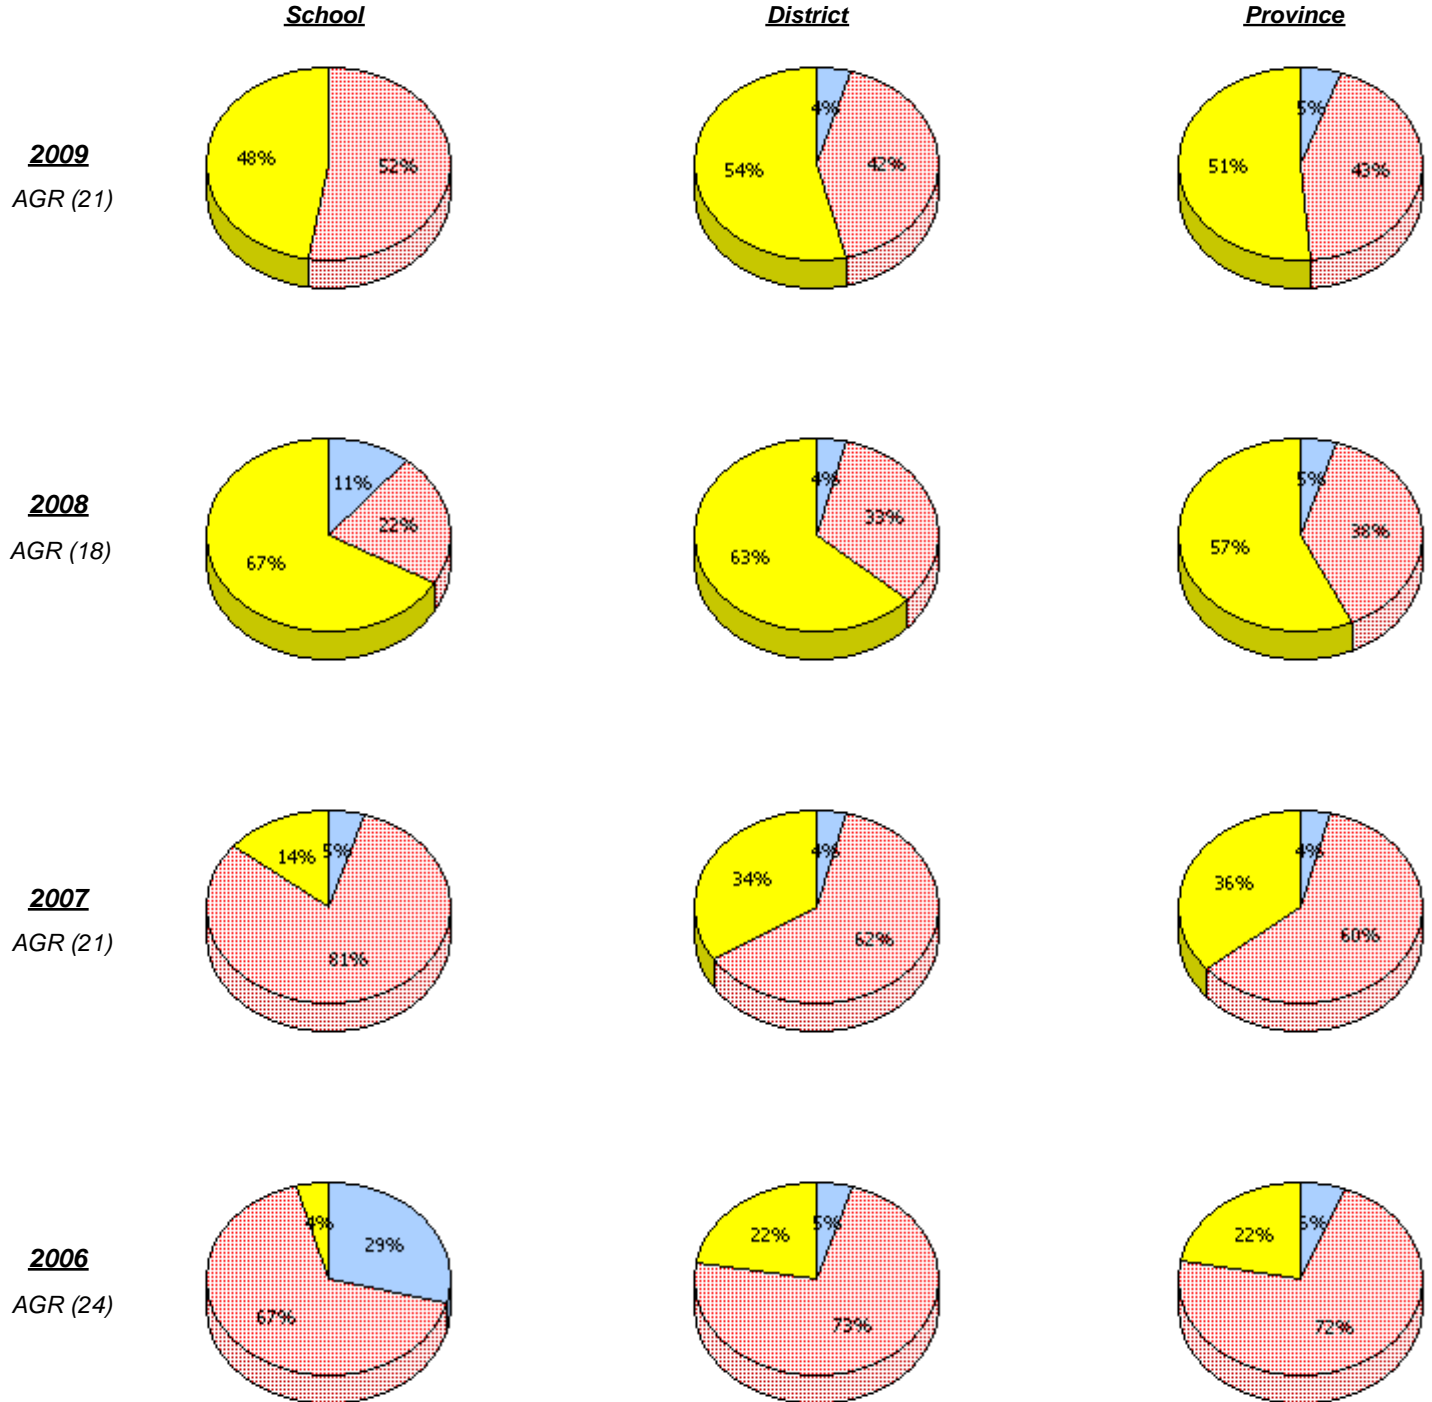 School District Province
4% 5%
48% 52% 54% 42% 51% 43%
2009
AGR (21)
11% 4% 5%
22% 33% 38%
67% 63% 57%
2008
AGR (18)
14% 5% 34% 4% 36% 4%
81% 62% 60%
2007
AGR (21)
4% 29% 22% 5% 22%
67% 73% 72%
2006
AGR (24)